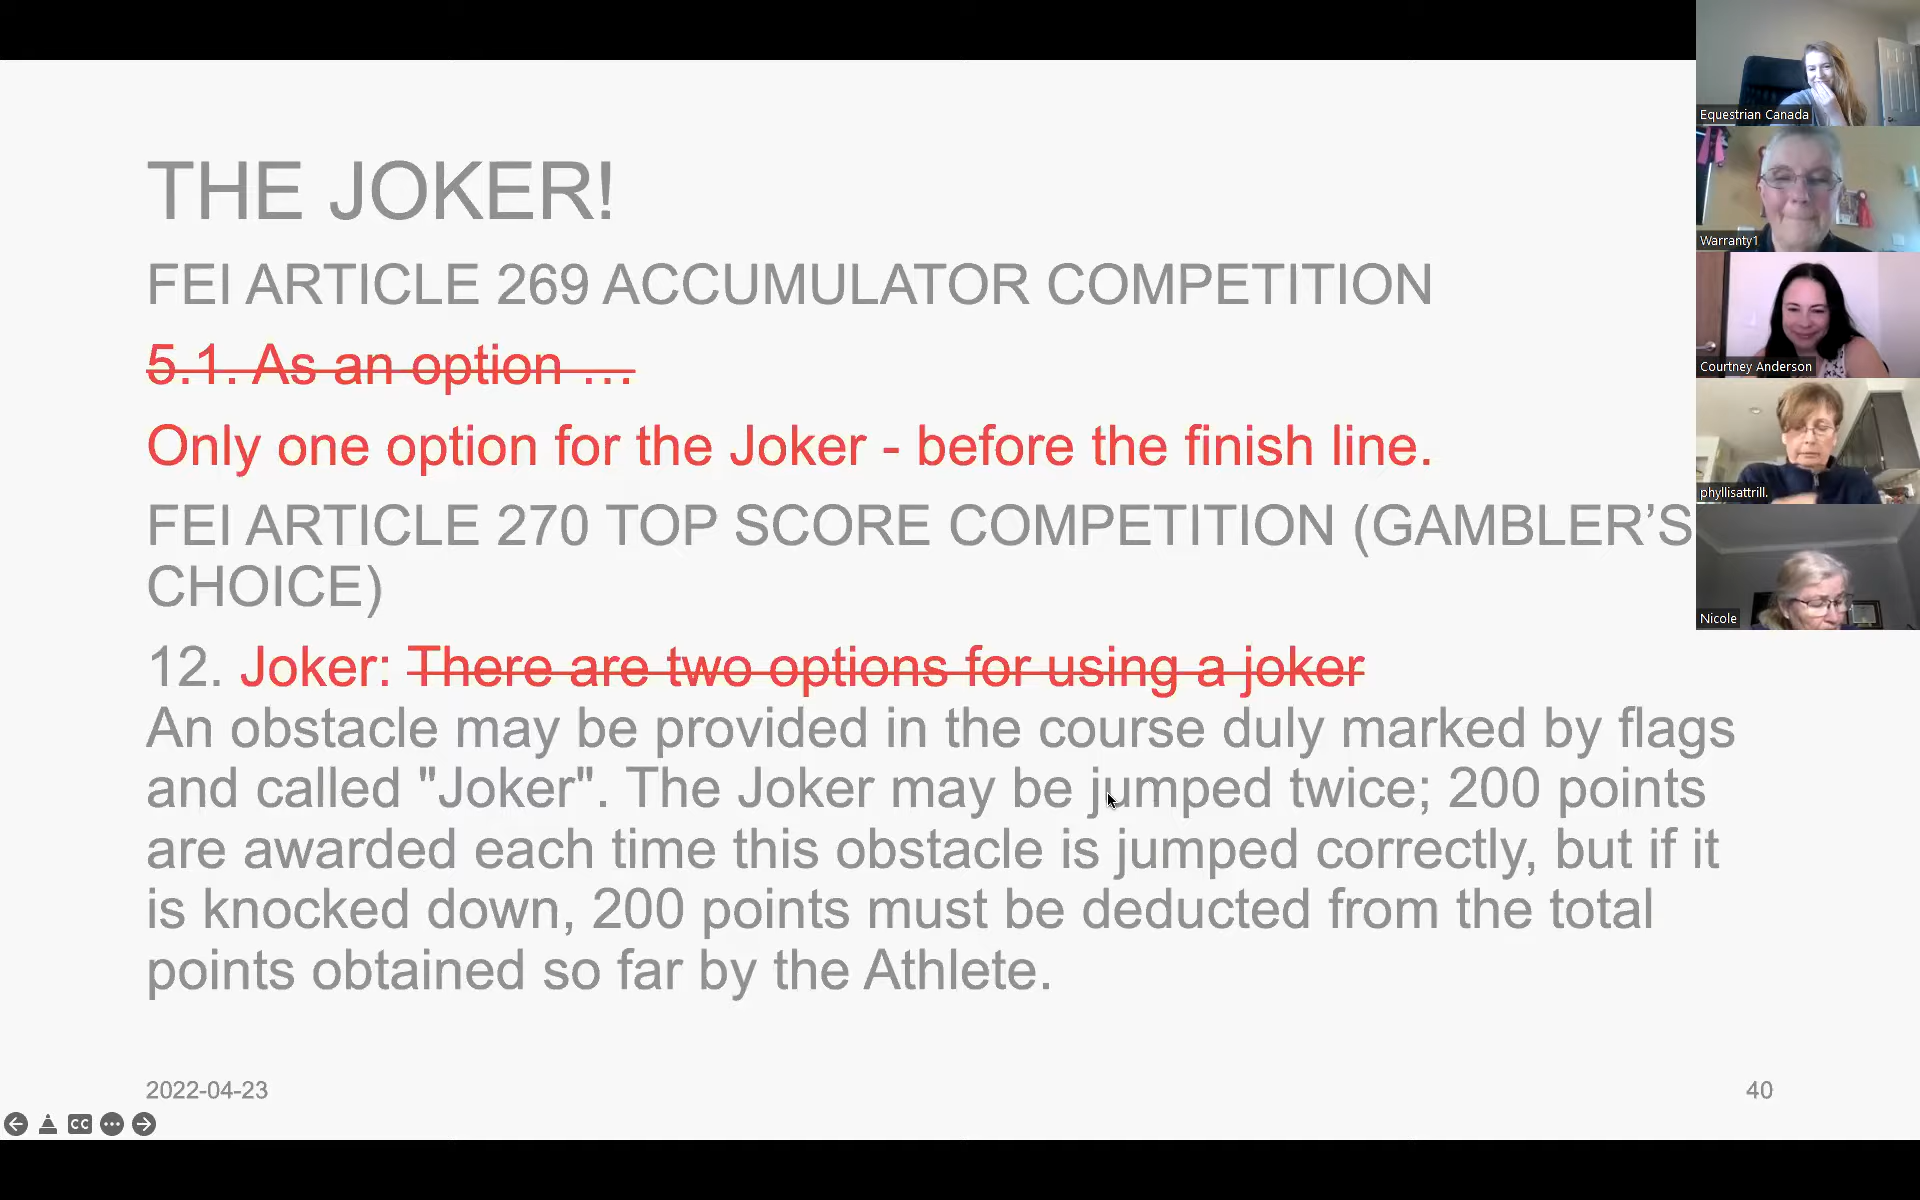 THE JOKER!
FEI ARTICLE 269 ACCUMULATOR COMPETITION
5.1. As an option ...
Only one option for the Joker - before the finish line.
FEI ARTICLE 270 TOP SCORE COMPETITION (GAMBLER’S
CHOICE)
12. Joker: There are two options for using a joker
An obstacle may be provided in the course duly marked by flags
and called "Joker". The Joker may be jumped twice; 200 points
are awarded each time this obstacle is jumped correctly, but if it
is knocked down, 200 points must be deducted from the total
points obtained so far by the Athlete.
2022-04-23
40
CC
Equestrian Canada
Warranty1
Courtney Anderson
phyllisattrill.
Nicole